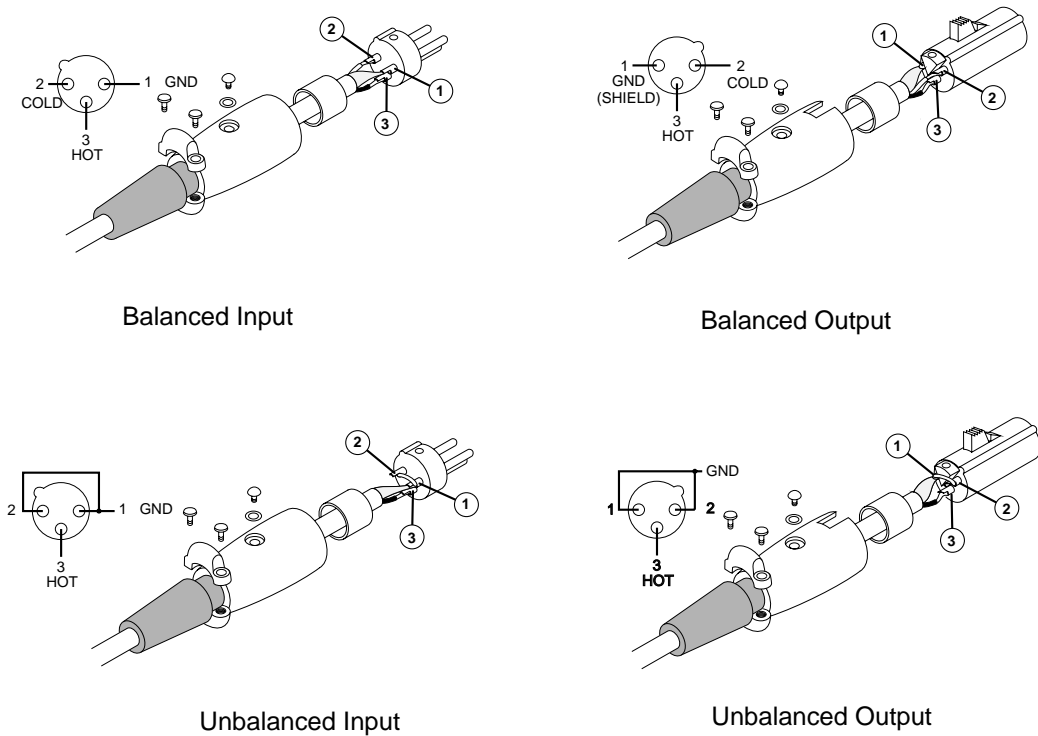 2
COLD
1 GND
3
HOT
2
1
3
Balanced Input
1
GND
(SHIELD)
2
COLD
3
HOT
1
2
3
Balanced Output
2
1 GND
3
HOT
2
1
3
Unbalanced Input
GND
1
2
3
HOT
1
2
3
Unbalanced Output